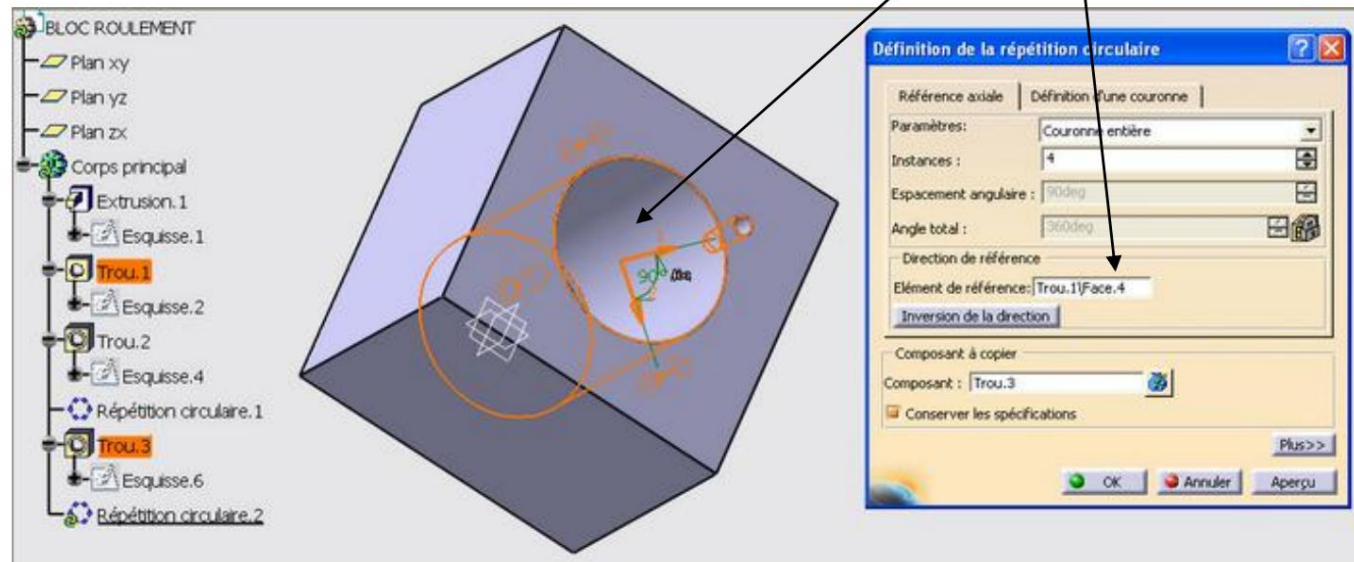 BLOC ROULEMENT
Plan xy
Plan yz
Plan zx
Corps principal
Extrusion.1
Esquisse.1
Trou.1
Esquisse.2
Trou.2
Esquisse.4
Répétition circulaire.1
Trou.3
Esquisse.6
Répétition circulaire.2
90
Définition de la répétition circulaire
Référence axiale Définition d'une couronne
Paramètres: Couronne entière
Instances : 4
Espacement angulaire : 90deg
Angle total : 360deg
Direction de référence
Elément de référence: Trou.1\Face.4
Inversion de la direction
Composant à copier
Composant : Trou.3
Conserver les spécifications
Plus>>
OK Annuler Aperçu